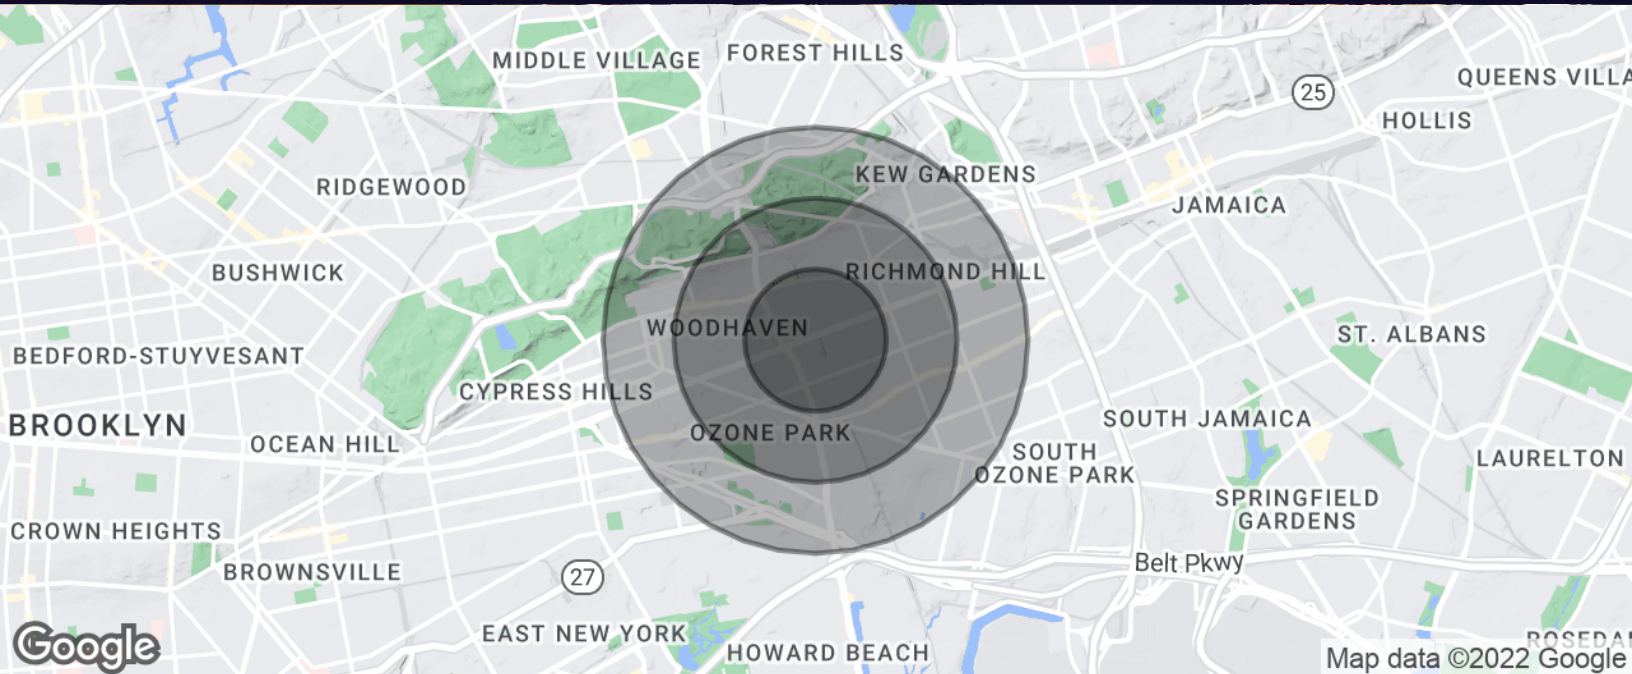 MIDDLE VILLAGE
FOREST HILLS
QUEENS VILLA
25
HOLLIS
KEW GARDENS
RIDGEWOOD
JAMAICA
BUSHWICK
RICHMOND HILL
WOODHAVEN
ST. ALBANS
BEDFORD-STUYVESANT
CYPRESS HILLS
BROOKLYN
SOUTH JAMAICA
OCEAN HILL
OZONE PARK
SOUTH
OZONE PARK
LAURELTON
SPRINGFIELD
GARDENS
CROWN HEIGHTS
BROWNSVILLE
27
Belt Pkwy
EAST NEW YORK
HOWARD BEACH
ROSEDA
Google
Map data ©2022 Google